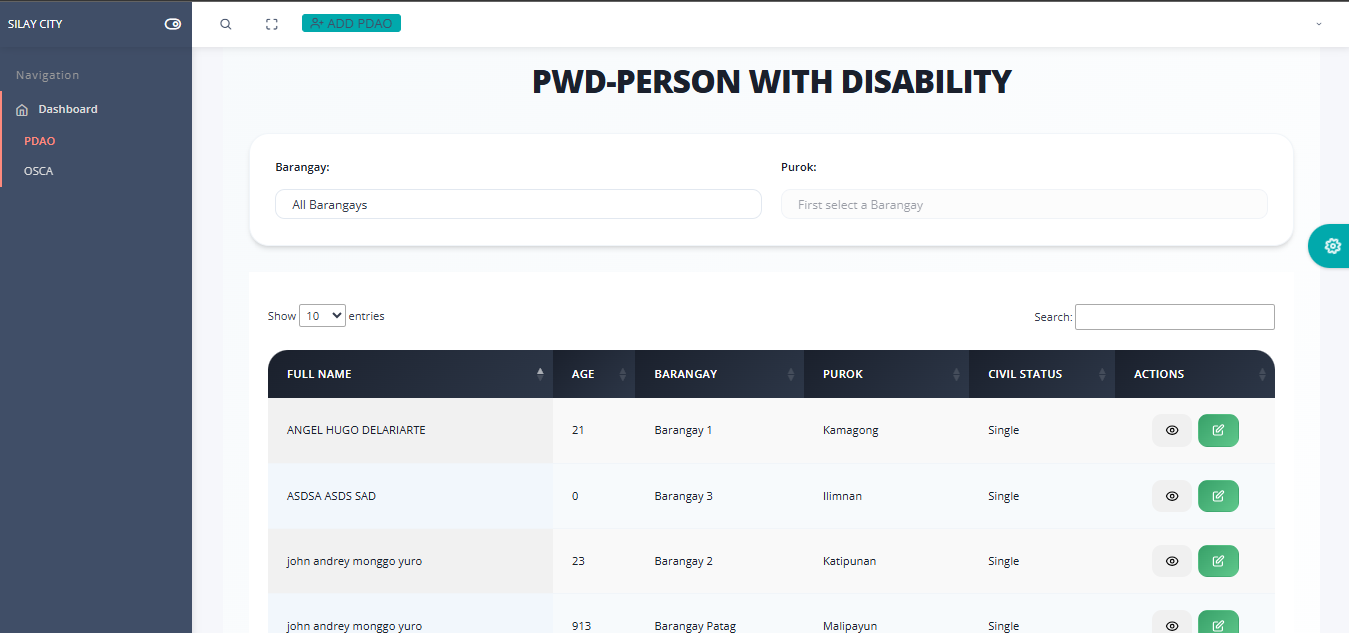 SILAY CITY
ADD PDAO
Navigation
Dashboard
PDAO
OSCA
PWD-PERSON WITH DISABILITY
Barangay: Purok:
All Barangays First select a Barangay
Show 10 entries Search:
FULL NAME AGE BARANGAY PUROK CIVIL STATUS ACTIONS
ANGEL HUGO DELARIARTE 21 Barangay 1 Kamagong Single
ASDSA ASDS SAD 0 Barangay 3 Ilimnan Single
john andrey monggo yuro 23 Barangay 2 Katipunan Single
john andrey monggo yuro 913 Barangay Patag Malipayun Single